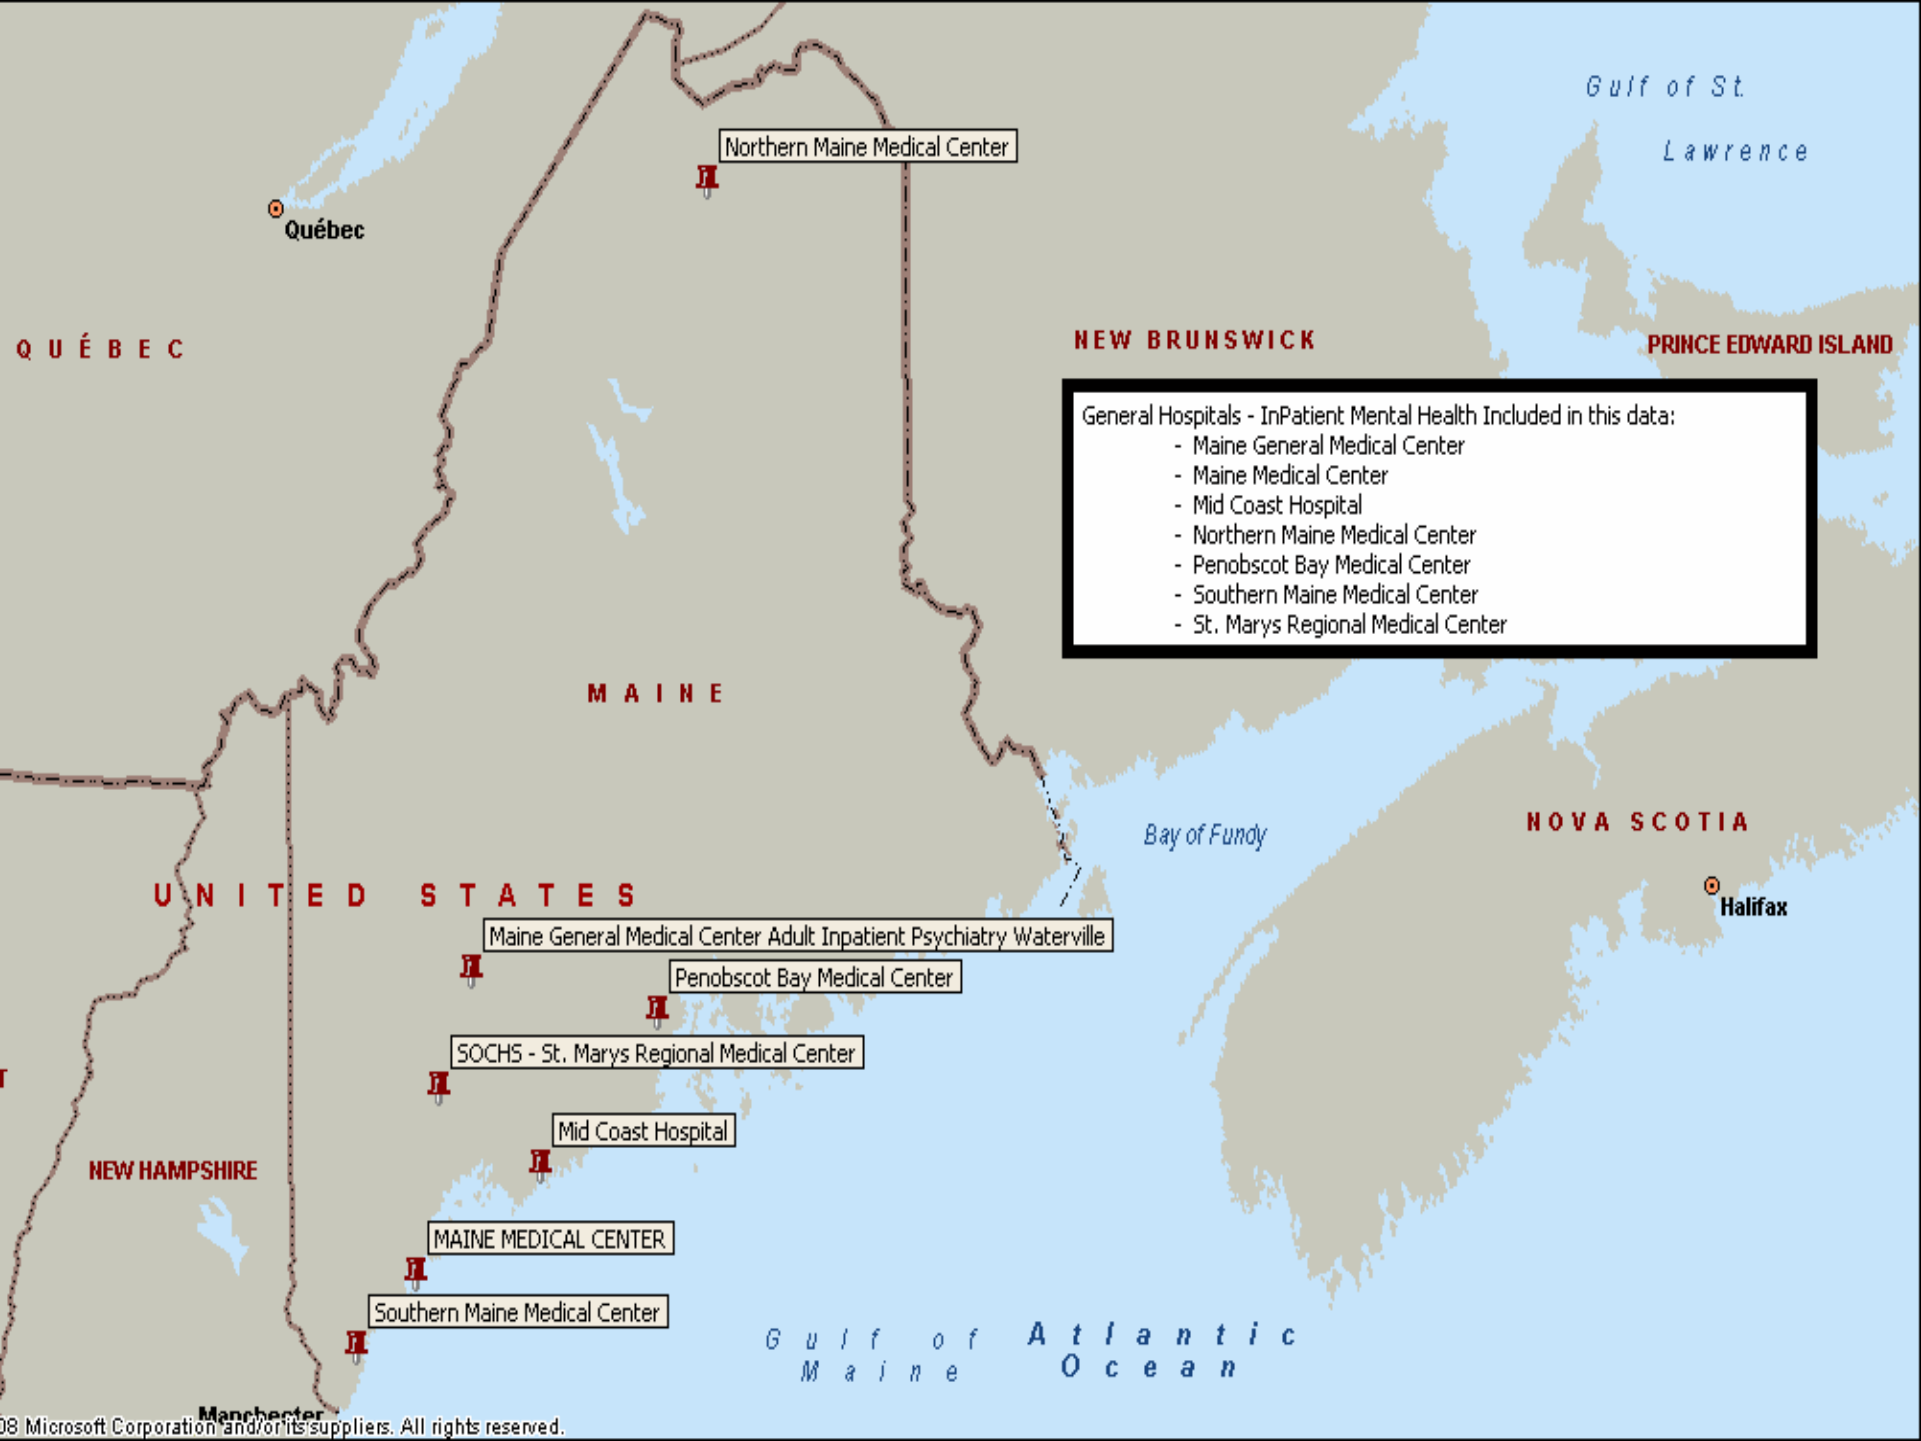 Gulf of St.
Lawrence
Northern Maine Medical Center
Québec
QUÉBEC
NEW BRUNSWICK
PRINCE EDWARD ISLAND
General Hospitals - InPatient Mental Health Included in this data:
- Maine General Medical Center
- Maine Medical Center
- Mid Coast Hospital
- Northern Maine Medical Center
- Penobscot Bay Medical Center
- Southern Maine Medical Center
- St. Marys Regional Medical Center
MAINE
NOVA SCOTIA
Bay of Fundy
UNITED STATES
Halifax
Maine General Medical Center Adult Inpatient Psychiatry Waterville
Penobscot Bay Medical Center
SOCHS - St. Marys Regional Medical Center
T
Mid Coast Hospital
NEW HAMPSHIRE
MAINE MEDICAL CENTER
Southern Maine Medical Center
Gulf of
Maine
Atlantic
Ocean
Manchester
08 Microsoft Corporation and/or its suppliers. All rights reserved.